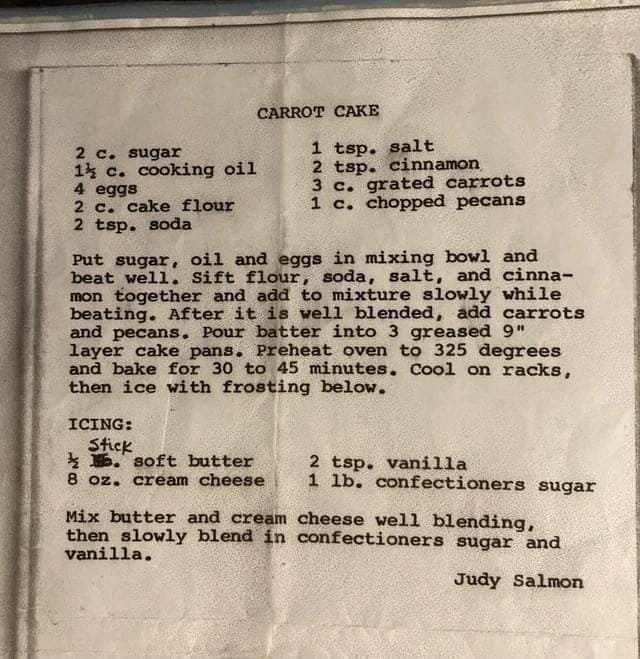 CARROT CAKE
2 c. sugar
1½ c. cooking oil
4 eggs
2 c. cake flour
2 tsp. soda
1 tsp. salt
2 tsp. cinnamon
3 c. grated carrots
1 c. chopped pecans
Put sugar, oil and eggs in mixing bowl and
beat well. Sift flour, soda, salt, and cinna-
mon together and add to mixture slowly while
beating. After it is well blended, add carrots
and pecans. Pour batter into 3 greased 9"
layer cake pans. Preheat oven to 325 degrees
and bake for 30 to 45 minutes. Cool on racks,
then ice with frosting below.
ICING:
Stick
½ lb. soft butter
8 oz. cream cheese
2 tsp. vanilla
1 lb. confectioners sugar
Mix butter and cream cheese well blending,
then slowly blend in confectioners sugar and
vanilla.
Judy Salmon